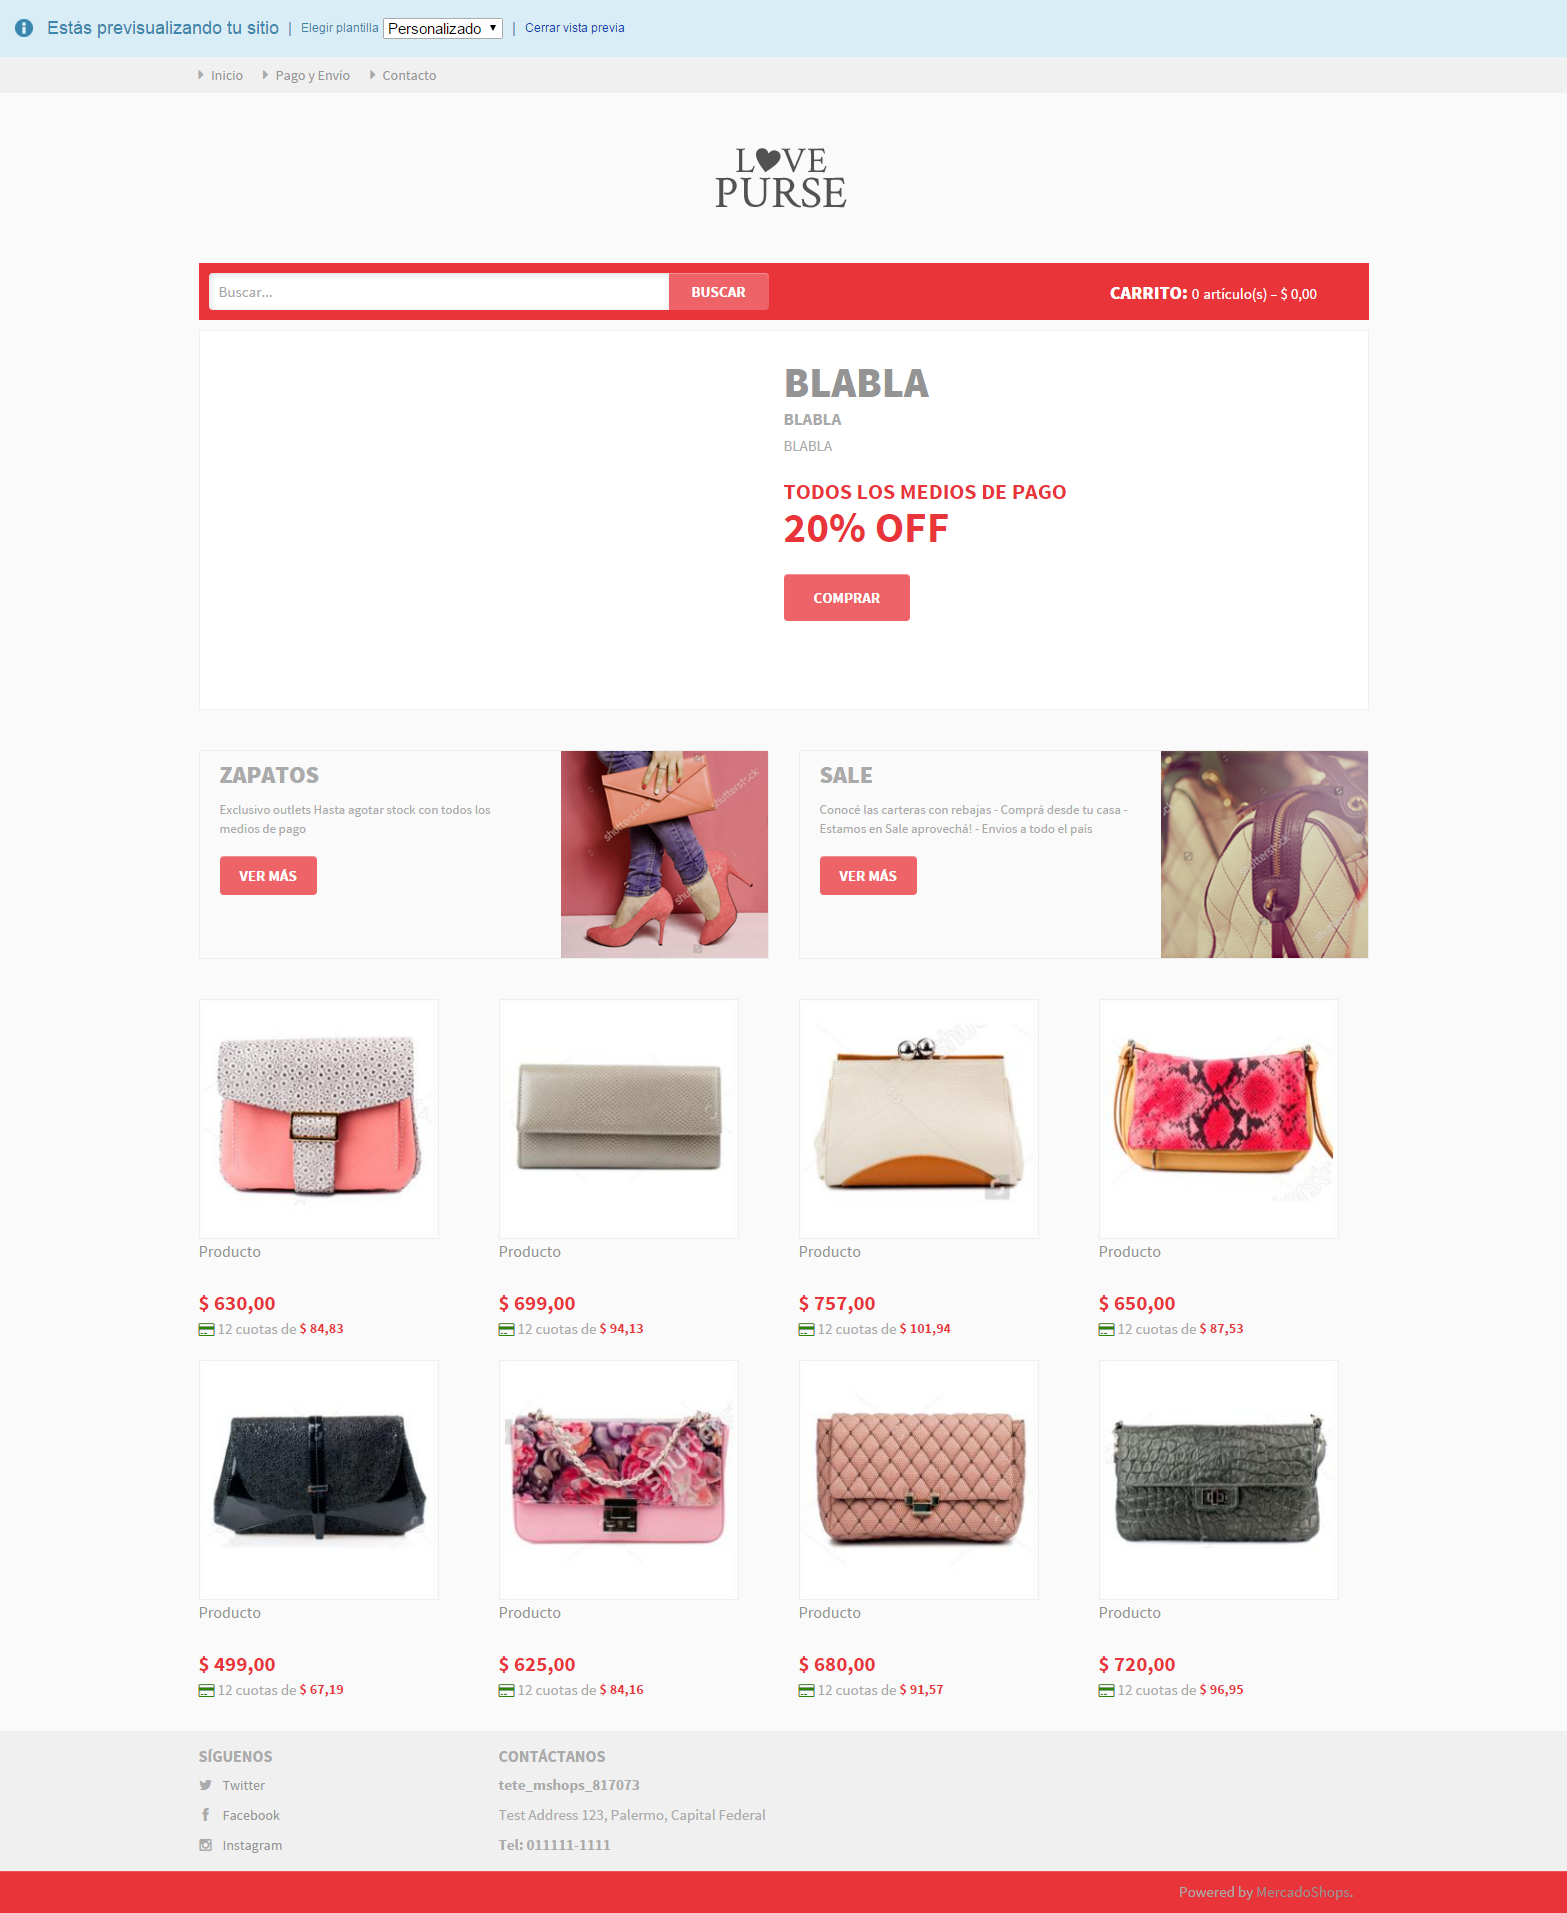 Estás previsualizando tu sitio | Elegir plantilla Personalizado ▼ | Cerrar vista previa
Inicio Pago y Envío Contacto
L♥VE
PURSE
Buscar... BUSCAR CARRITO: 0 artículo(s) – $ 0,00
BLABLA
BLABLA
BLABLA
TODOS LOS MEDIOS DE PAGO
20% OFF
COMPRAR
ZAPATOS
Exclusivo outlets Hasta agotar stock con todos los
medios de pago
VER MÁS
shutterstock
shutterstock
shutterstock
SALE
Conocé las carteras con rebajas - Comprá desde tu casa -
Estamos en Sale aprovechá! - Envios a todo el país
VER MÁS
shutterstock
Producto Producto Producto Producto
$ 630,00 $ 699,00 $ 757,00 $ 650,00
12 cuotas de $ 84,83 12 cuotas de $ 94,13 12 cuotas de $ 101,94 12 cuotas de $ 87,53
Producto Producto Producto Producto
$ 499,00 $ 625,00 $ 680,00 $ 720,00
12 cuotas de $ 67,19 12 cuotas de $ 84,16 12 cuotas de $ 91,57 12 cuotas de $ 96,95
SÍGUENOS
Twitter
Facebook
Instagram
CONTÁCTANOS
tete_mshops_817073
Test Address 123, Palermo, Capital Federal
Tel: 011111-1111
Powered by MercadoShops.